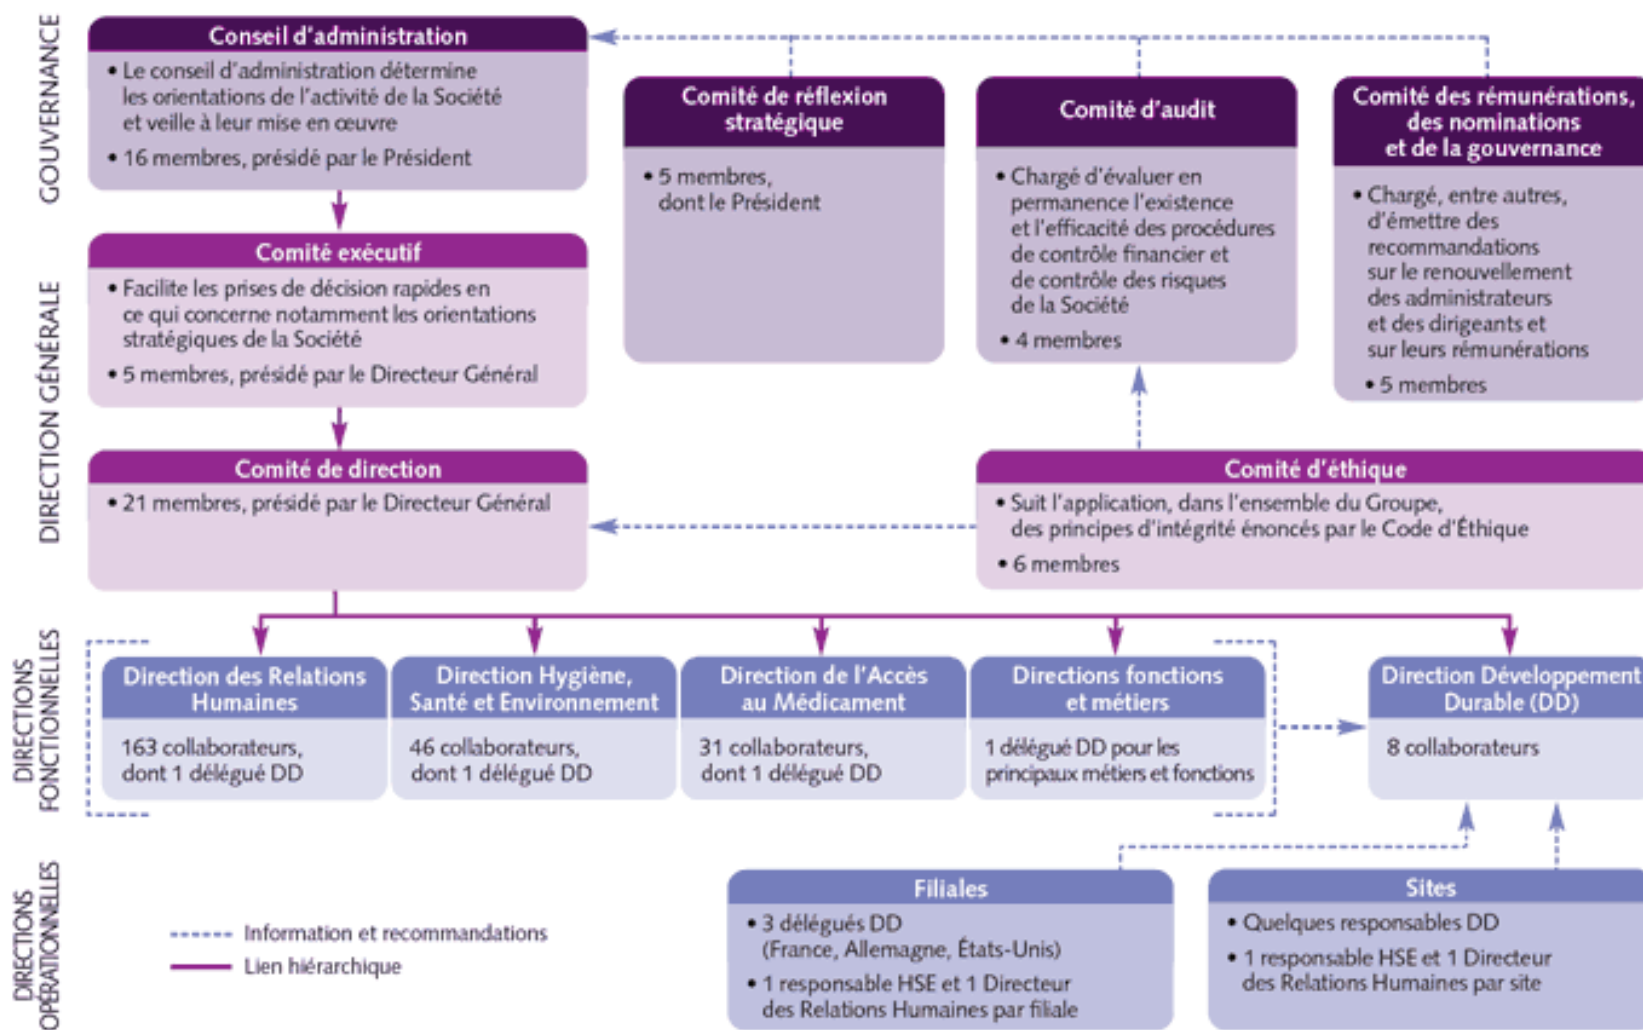 GOUVERNANCE
Conseil d'administration
• Le conseil d'administration détermine
les orientations de l'activité de la Société
et veille à leur mise en œuvre
• 16 membres, présidé par le Président
Comité de réflexion
stratégique
• 5 membres,
dont le Président
Comité d'audit
• Chargé d'évaluer en
permanence l'existence
et l'efficacité des procédures
de contrôle financier et
de contrôle des risques
de la Société
• 4 membres
Comité des rémunérations,
des nominations
et de la gouvernance
• Chargé, entre autres,
d'émettre des
recommandations
sur le renouvellement
des administrateurs
et des dirigeants et
sur leurs rémunérations
• 5 membres
DIRECTION GÉNÉRALE
Comité exécutif
• Facilite les prises de décision rapides en
ce qui concerne notamment les orientations
stratégiques de la Société
• 5 membres, présidé par le Directeur Général
Comité de direction
• 21 membres, présidé par le Directeur Général
Comité d'éthique
• Suit l'application, dans l'ensemble du Groupe,
des principes d'intégrité énoncés par le Code d'Éthique
• 6 membres
DIRECTIONS
FONCTIONNELLES
Direction des Relations
Humaines
163 collaborateurs,
dont 1 délégué DD
Direction Hygiène,
Santé et Environnement
46 collaborateurs,
dont 1 délégué DD
Direction de l'Accès
au Médicament
31 collaborateurs,
dont 1 délégué DD
Directions fonctions
et métiers
1 délégué DD pour les
principaux métiers et fonctions
Direction Développement
Durable (DD)
8 collaborateurs
DIRECTIONS
OPÉRATIONNELLES
Information et recommandations
Lien hiérarchique
Filiales
• 3 délégués DD
(France, Allemagne, États-Unis)
• 1 responsable HSE et 1 Directeur
des Relations Humaines par filiale
Sites
• Quelques responsables DD
• 1 responsable HSE et 1 Directeur
des Relations Humaines par site